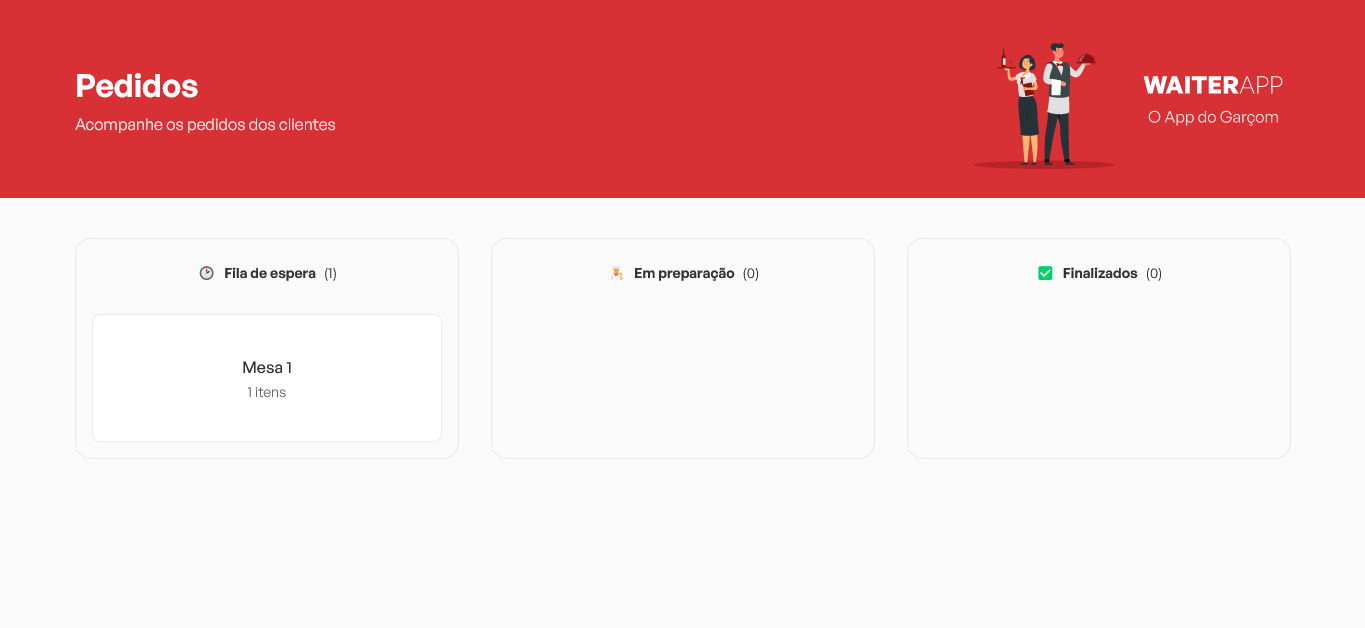 Pedidos
Acompanhe os pedidos dos clientes
WAITERAPP
O App do Garçom
🕑 Fila de espera (1)
Mesa 1
1 itens
👩‍🍳 Em preparação (0)
✅ Finalizados (0)